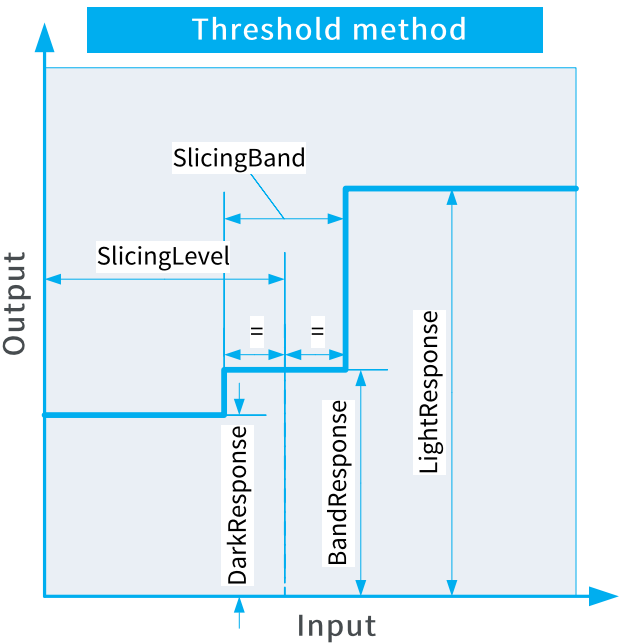 Threshold method
Output
SlicingBand
SlicingLevel
=
=
DarkResponse
BandResponse
LightResponse
Input